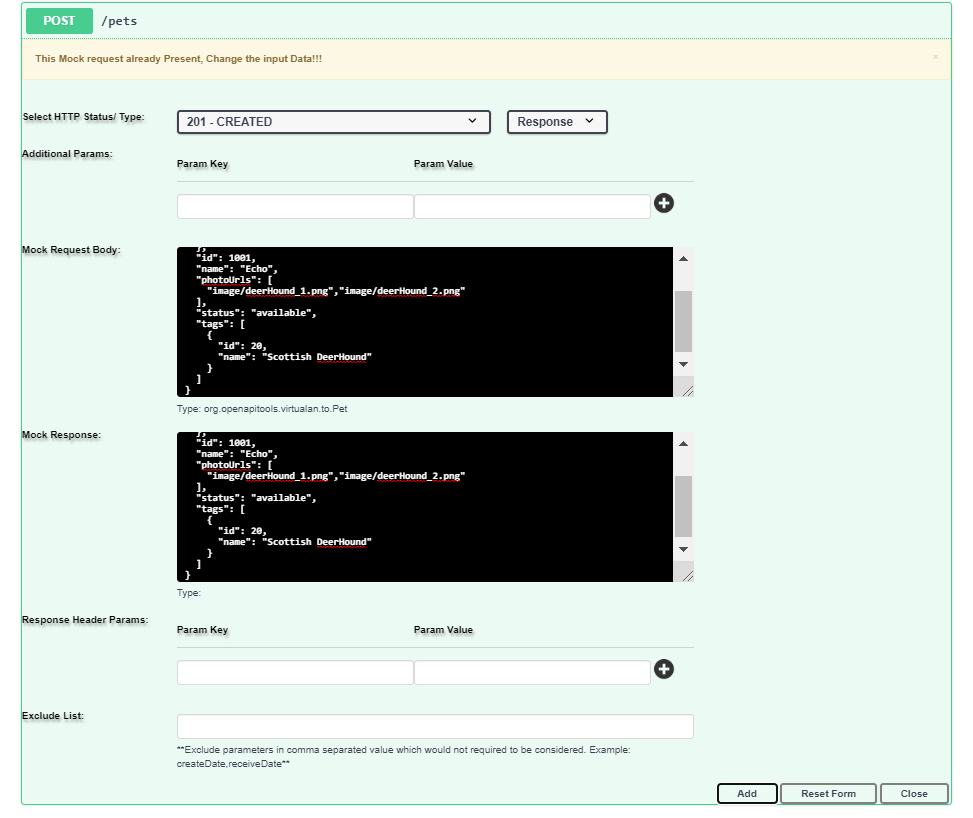 POST /pets
This Mock request already Present, Change the input Data!!! ×
Select HTTP Status/ Type: 201 - CREATED Response
Additional Params:
Param Key Param Value
Mock Request Body:
},
"id": 1001,
"name": "Echo",
"photoUrls": [
"image/deerHound_1.png","image/deerHound_2.png"
],
"status": "available",
"tags": [
{
"id": 20,
"name": "Scottish DeerHound"
}
]
}
Type: org.openapitools.virtualan.to.Pet
Mock Response:
},
"id": 1001,
"name": "Echo",
"photoUrls": [
"image/deerHound_1.png","image/deerHound_2.png"
],
"status": "available",
"tags": [
{
"id": 20,
"name": "Scottish DeerHound"
}
]
}
Type:
Response Header Params:
Param Key Param Value
Exclude List:
**Exclude parameters in comma separated value which would not required to be considered. Example:
createDate,receiveDate**
Add Reset Form Close